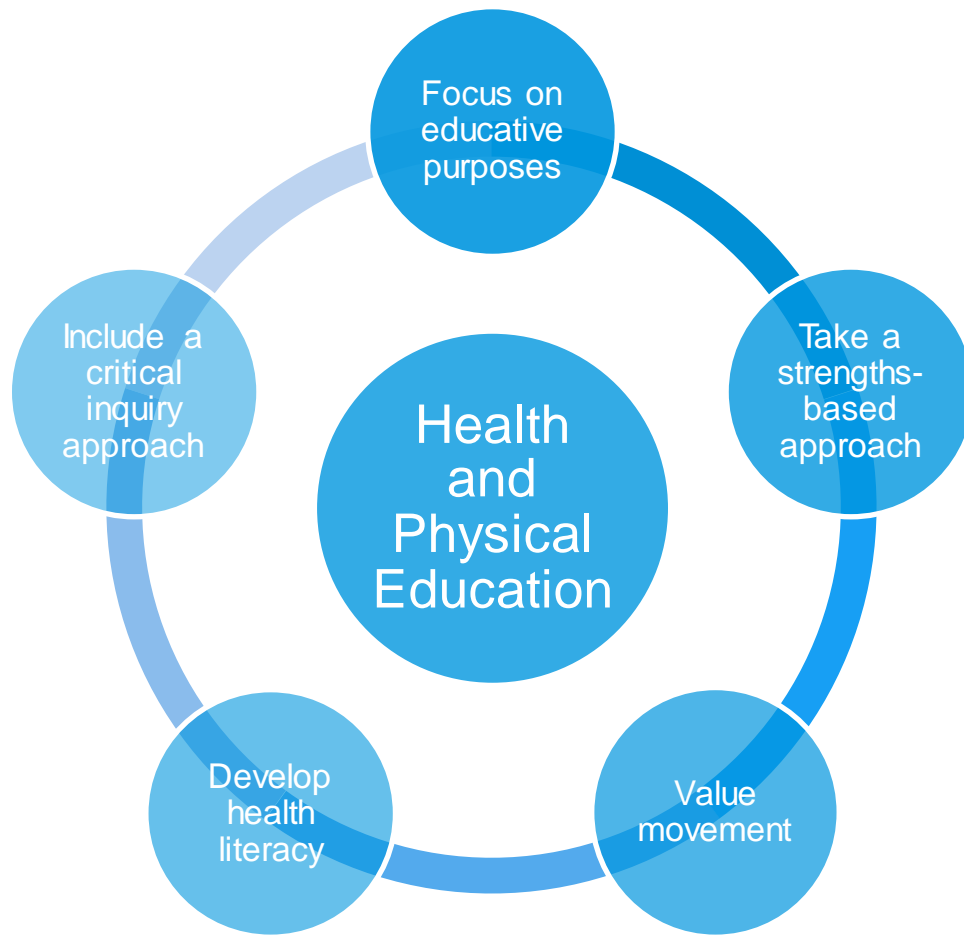 Focus on
educative
purposes
Take a
strengths-
based
approach
Value
movement
Develop
health
literacy
Include a
critical
inquiry
approach
Health
and
Physical
Education